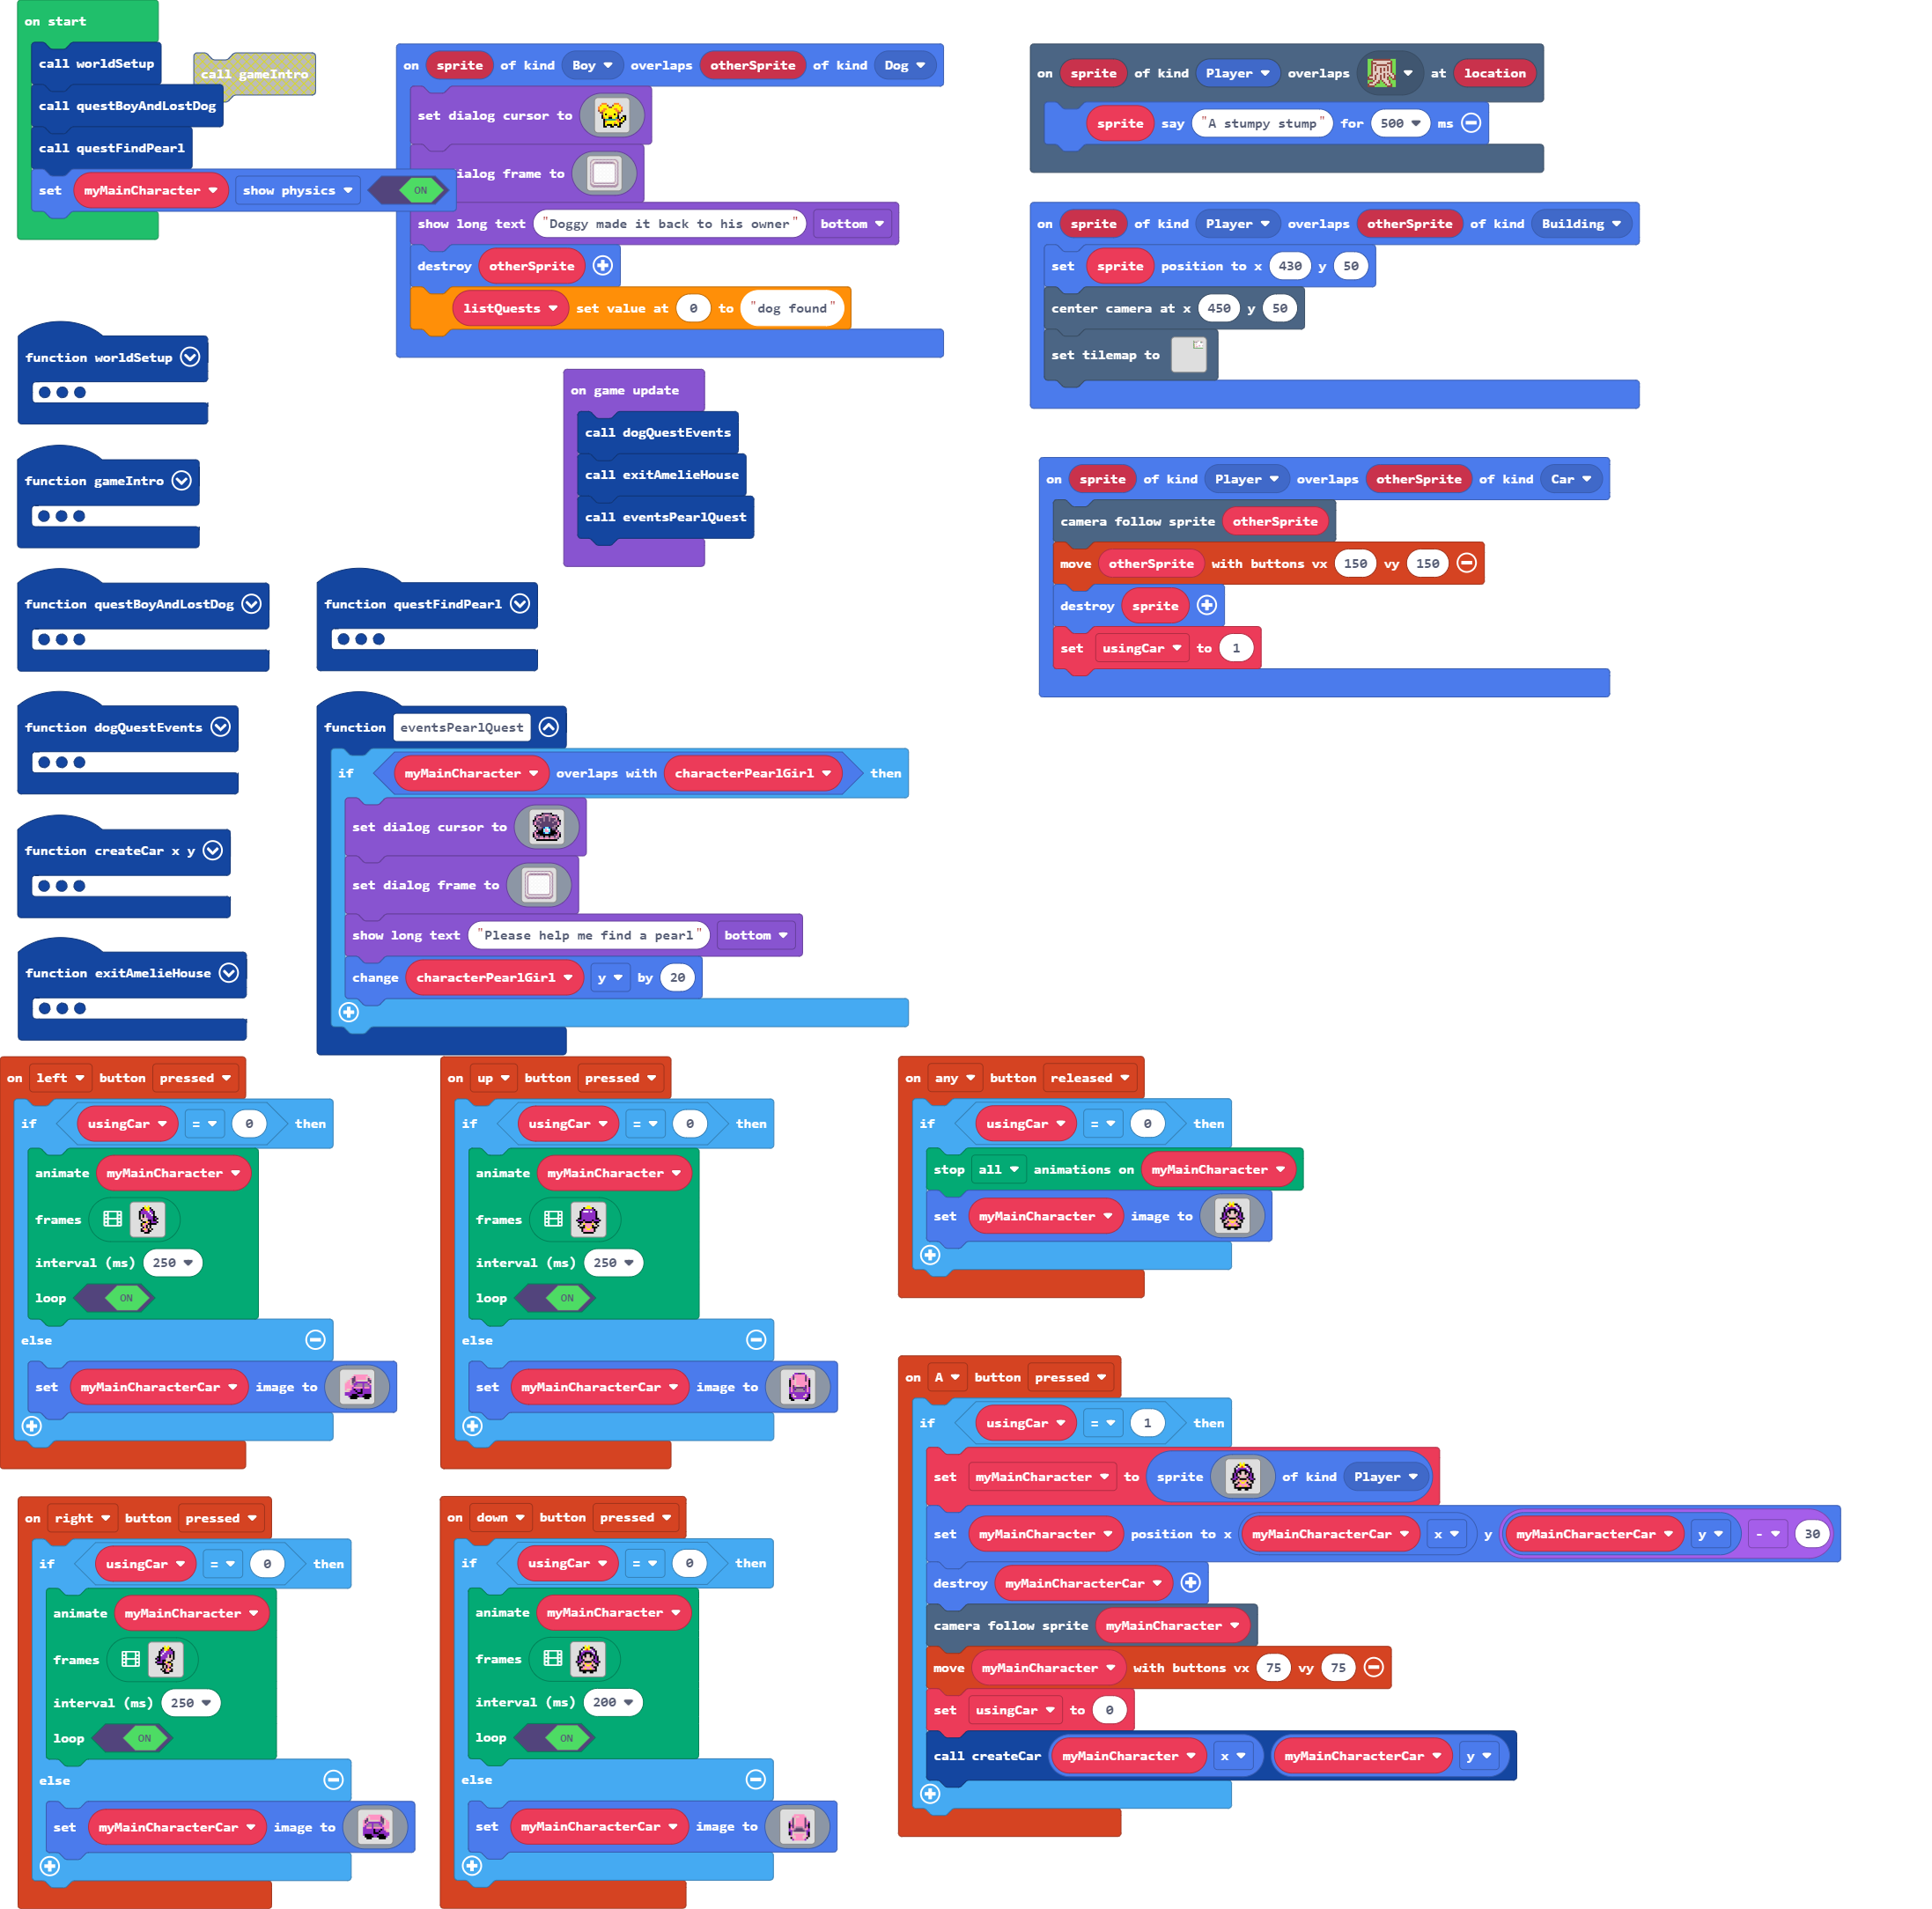 on start
call worldSetup
call questBoyAndLostDog
call questFindPearl
set myMainCharacter show physics ON
call gameIntro
on sprite of kind Boy overlaps otherSprite of kind Dog
set dialog cursor to
ialog frame to
show long text "Doggy made it back to his owner" bottom
destroy otherSprite
listQuests set value at 0 to "dog found"
on sprite of kind Player overlaps at location
sprite say "A stumpy stump" for 500 ms
on sprite of kind Player overlaps otherSprite of kind Building
set sprite position to x 430 y 50
center camera at x 450 y 50
set tilemap to
function worldSetup
function gameIntro
on game update
call dogQuestEvents
call exitAmelieHouse
call eventsPearlQuest
on sprite of kind Player overlaps otherSprite of kind Car
camera follow sprite otherSprite
move otherSprite with buttons vx 150 vy 150
destroy sprite
set usingCar to 1
function questBoyAndLostDog
function questFindPearl
function dogQuestEvents
function createCar x y
function exitAmelieHouse
function eventsPearlQuest
if myMainCharacter overlaps with characterPearlGirl then
set dialog cursor to
set dialog frame to
show long text "Please help me find a pearl" bottom
change characterPearlGirl y by 20
on left button pressed
if usingCar = 0 then
animate myMainCharacter
frames
interval (ms) 250
loop ON
else
set myMainCharacterCar image to
on up button pressed
if usingCar = 0 then
animate myMainCharacter
frames
interval (ms) 250
loop ON
else
set myMainCharacterCar image to
on any button released
if usingCar = 0 then
stop all animations on myMainCharacter
set myMainCharacter image to
on right button pressed
if usingCar = 0 then
animate myMainCharacter
frames
interval (ms) 250
loop ON
else
set myMainCharacterCar image to
on down button pressed
if usingCar = 0 then
animate myMainCharacter
frames
interval (ms) 200
loop ON
else
set myMainCharacterCar image to
on A button pressed
if usingCar = 1 then
set myMainCharacter to sprite of kind Player
set myMainCharacter position to x myMainCharacterCar x y myMainCharacterCar y - 30
destroy myMainCharacterCar
camera follow sprite myMainCharacter
move myMainCharacter with buttons vx 75 vy 75
set usingCar to 0
call createCar myMainCharacter x myMainCharacterCar y